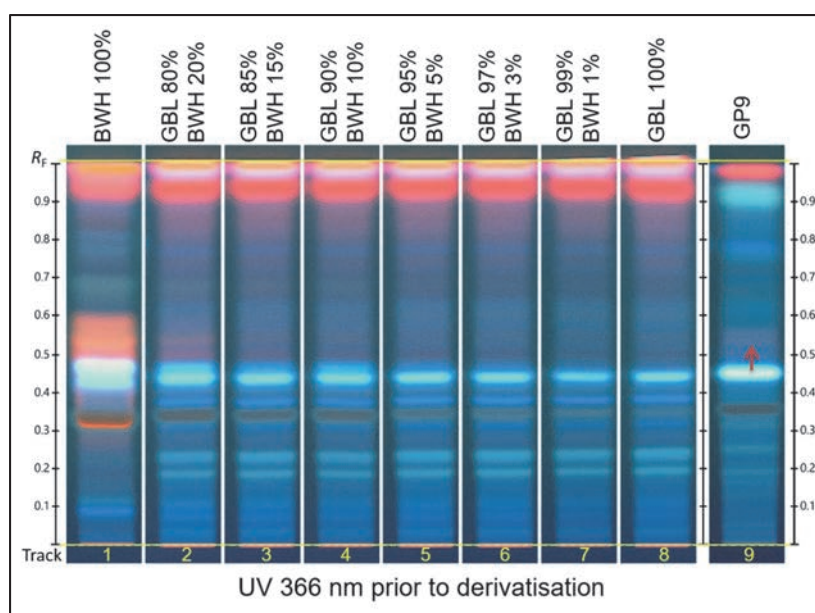 BWH 100%
GBL 80%
BWH 20%
GBL 85%
BWH 15%
GBL 90%
BWH 10%
GBL 95%
BWH 5%
GBL 97%
BWH 3%
GBL 99%
BWH 1%
GBL 100%
GP9
RF
0.9
0.9
0.8
0.8
0.7
0.7
0.6
0.6
0.5
0.5
0.4
0.4
0.3
0.3
0.2
0.2
0.1
0.1
Track 1 2 3 4 5 6 7 8 9
UV 366 nm prior to derivatisation